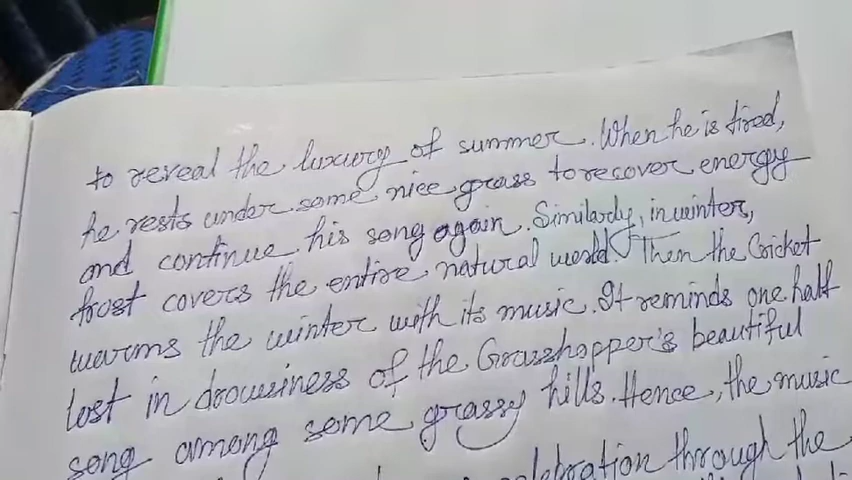 to reveal the luxury of summer. When he is tired,
he rests under some nice grass to recover energy
and continue his song again. Similardy, in winter,
frost covers the entire natural world. Then the Cricket
warms the winter with its music. It reminds one half
lost in drowsiness of the Grasshopper's beautiful
song among some grassy hills. Hence, the music
celebration through the